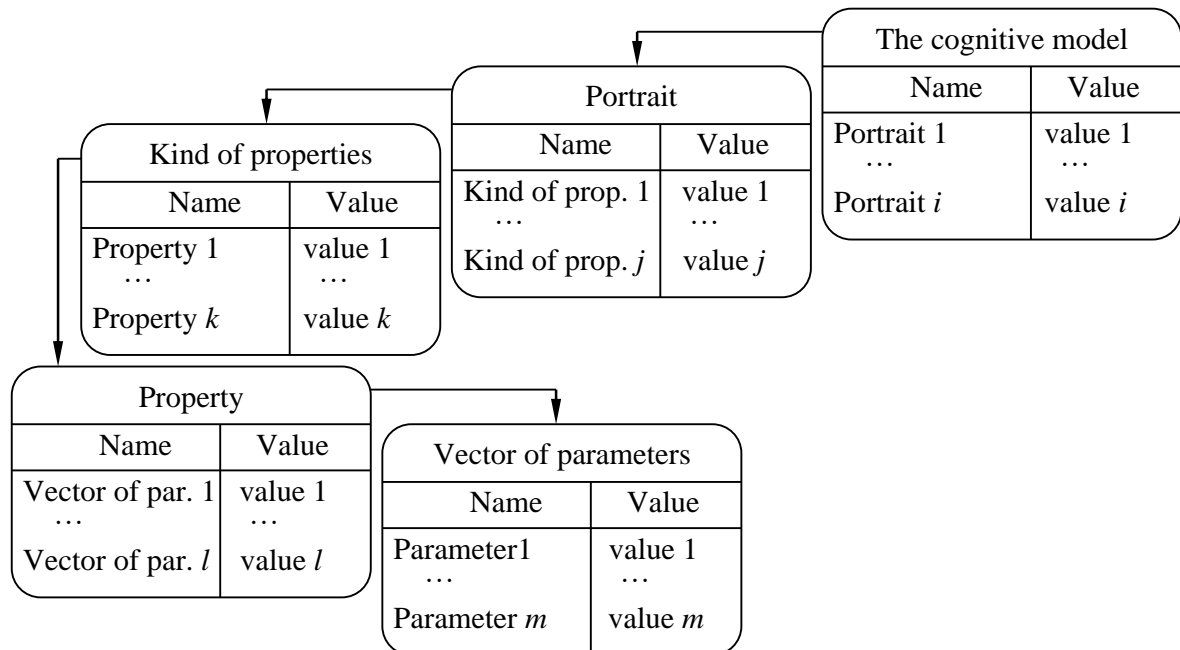 The cognitive model
Name Value
Portrait 1 value 1
… …
Portrait i value i
Portrait
Name Value
Kind of prop. 1 value 1
… …
Kind of prop. j value j
Kind of properties
Name Value
Property 1 value 1
… …
Property k value k
Property
Name Value
Vector of par. 1 value 1
… …
Vector of par. l value l
Vector of parameters
Name Value
Parameter1 value 1
… …
Parameter m value m